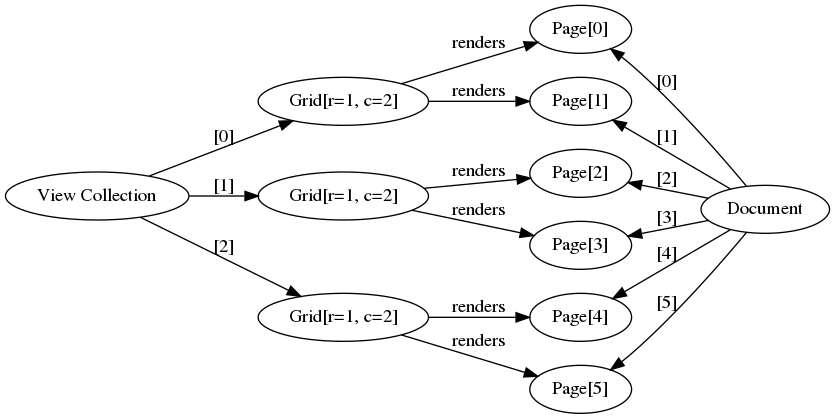 Page[0]
renders
[0]
Grid[r=1, c=2]
renders
Page[1]
[0]
[1]
renders
Page[2]
[2]
View Collection
[1]
Grid[r=1, c=2]
Document
renders
[3]
Page[3]
[2]
[4]
renders
Grid[r=1, c=2]
Page[4]
[5]
renders
Page[5]